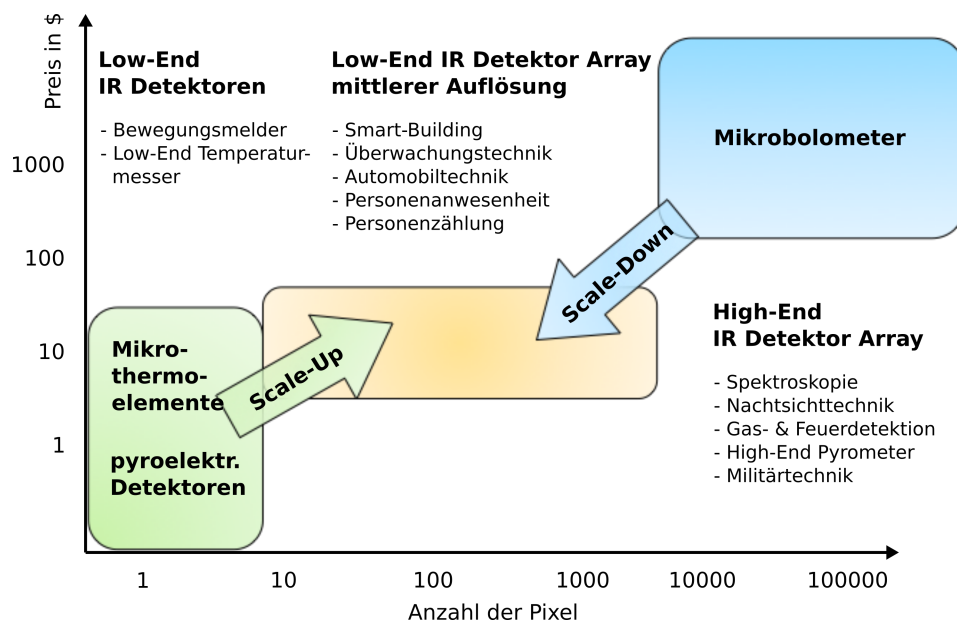 Preis in $
Low-End
IR Detektoren
- Bewegungsmelder
- Low-End Temperatur-
messer
Low-End IR Detektor Array
mittlerer Auflösung
- Smart-Building
- Überwachungstechnik
- Automobiltechnik
- Personenanwesenheit
- Personenzählung
Mikrobolometer
1000
100
10
1
Scale-Down
Scale-Up
Mikro-
thermo-
elemente
pyroelektr.
Detektoren
High-End
IR Detektor Array
- Spektroskopie
- Nachtsichttechnik
- Gas- & Feuerdetektion
- High-End Pyrometer
- Militärtechnik
1
10
100
1000
10000
100000
Anzahl der Pixel